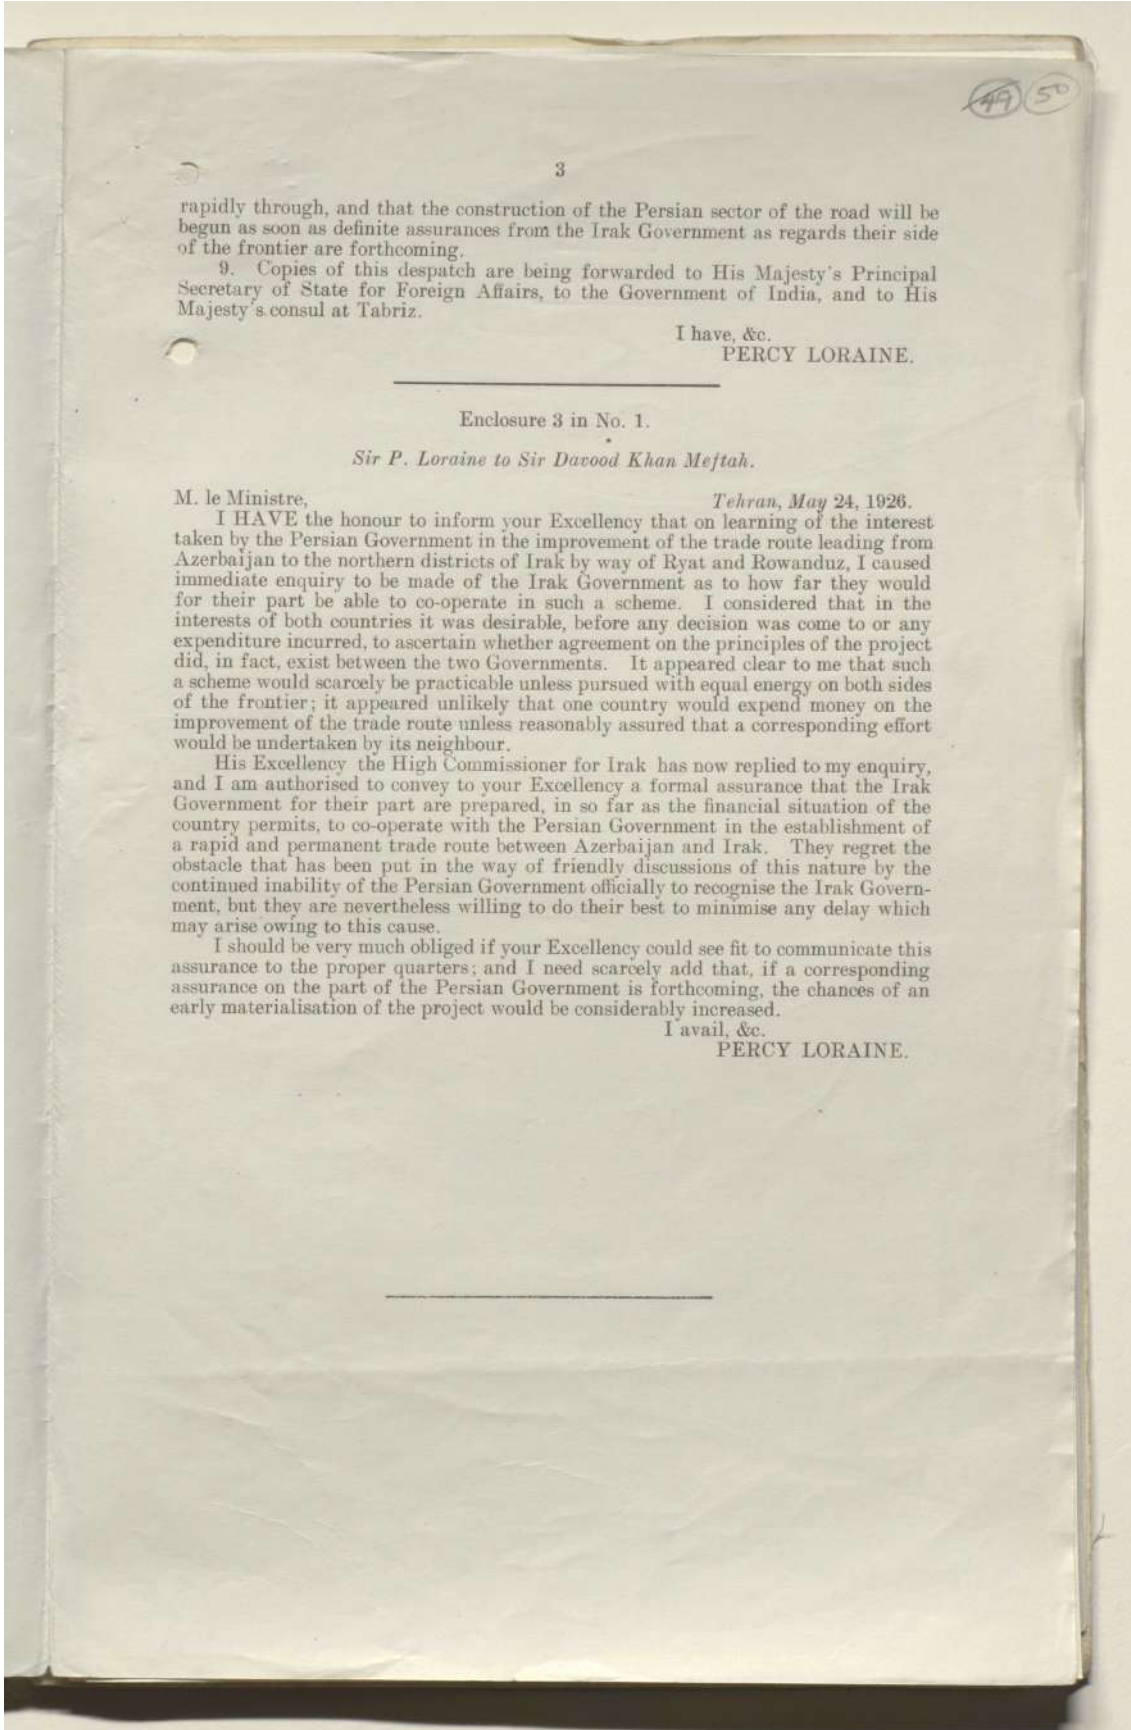 49 50
3
rapidly through, and that the construction of the Persian sector of the road will be
begun as soon as definite assurances from the Irak Government as regards their side
of the frontier are forthcoming.
9. Copies of this despatch are being forwarded to His Majesty's Principal
Secretary of State for Foreign Affairs, to the Government of India, and to His
Majesty's consul at Tabriz.
I have, &c.
PERCY LORAINE.
Enclosure 3 in No. 1.
Sir P. Loraine to Sir Davood Khan Meftah.
M. le Ministre, Tehran, May 24, 1926.
I HAVE the honour to inform your Excellency that on learning of the interest
taken by the Persian Government in the improvement of the trade route leading from
Azerbaijan to the northern districts of Irak by way of Ryat and Rowanduz, I caused
immediate enquiry to be made of the Irak Government as to how far they would
for their part be able to co-operate in such a scheme. I considered that in the
interests of both countries it was desirable, before any decision was come to or any
expenditure incurred, to ascertain whether agreement on the principles of the project
did, in fact, exist between the two Governments. It appeared clear to me that such
a scheme would scarcely be practicable unless pursued with equal energy on both sides
of the frontier; it appeared unlikely that one country would expend money on the
improvement of the trade route unless reasonably assured that a corresponding effort
would be undertaken by its neighbour.
His Excellency the High Commissioner for Irak has now replied to my enquiry,
and I am authorised to convey to your Excellency a formal assurance that the Irak
Government for their part are prepared, in so far as the financial situation of the
country permits, to co-operate with the Persian Government in the establishment of
a rapid and permanent trade route between Azerbaijan and Irak. They regret the
obstacle that has been put in the way of friendly discussions of this nature by the
continued inability of the Persian Government officially to recognise the Irak Govern-
ment, but they are nevertheless willing to do their best to minimise any delay which
may arise owing to this cause.
I should be very much obliged if your Excellency could see fit to communicate this
assurance to the proper quarters; and I need scarcely add that, if a corresponding
assurance on the part of the Persian Government is forthcoming, the chances of an
early materialisation of the project would be considerably increased.
I avail, &c.
PERCY LORAINE.